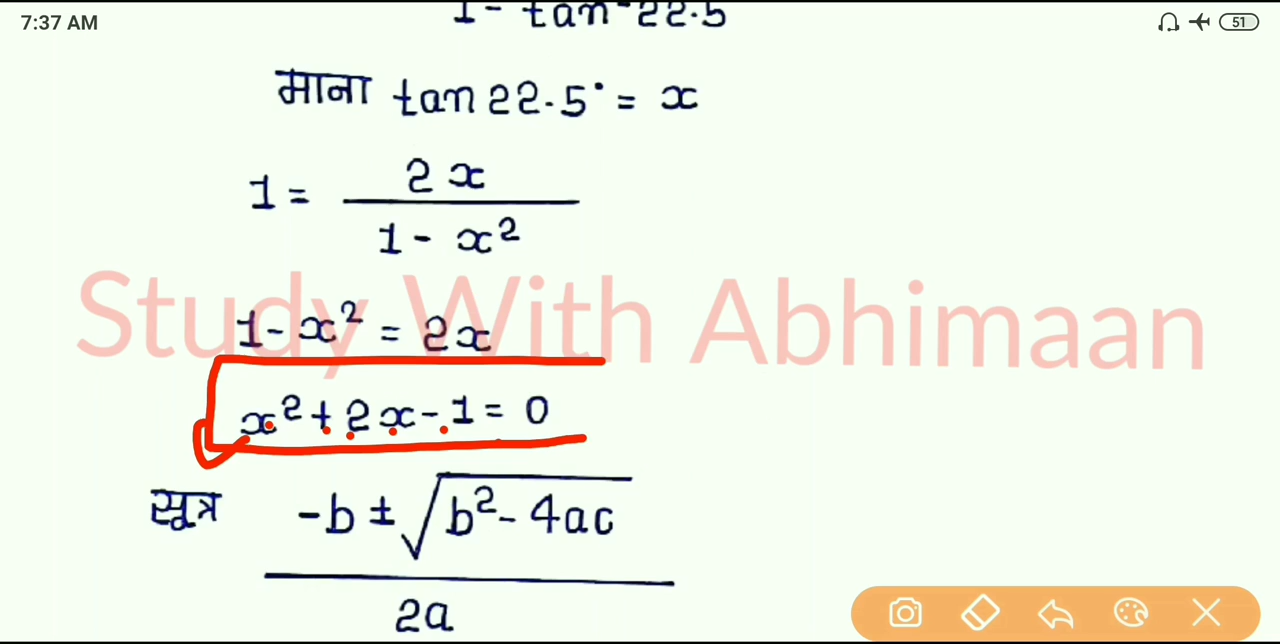 7:37 AM
51
1 - tan 22.5
माना tan 22.5° = x
1 = 2x
1 - x²
Study With Abhimaan
1 - x² = 2x
x² + 2x - 1 = 0
सूत्र -b ± √b² - 4ac
2a